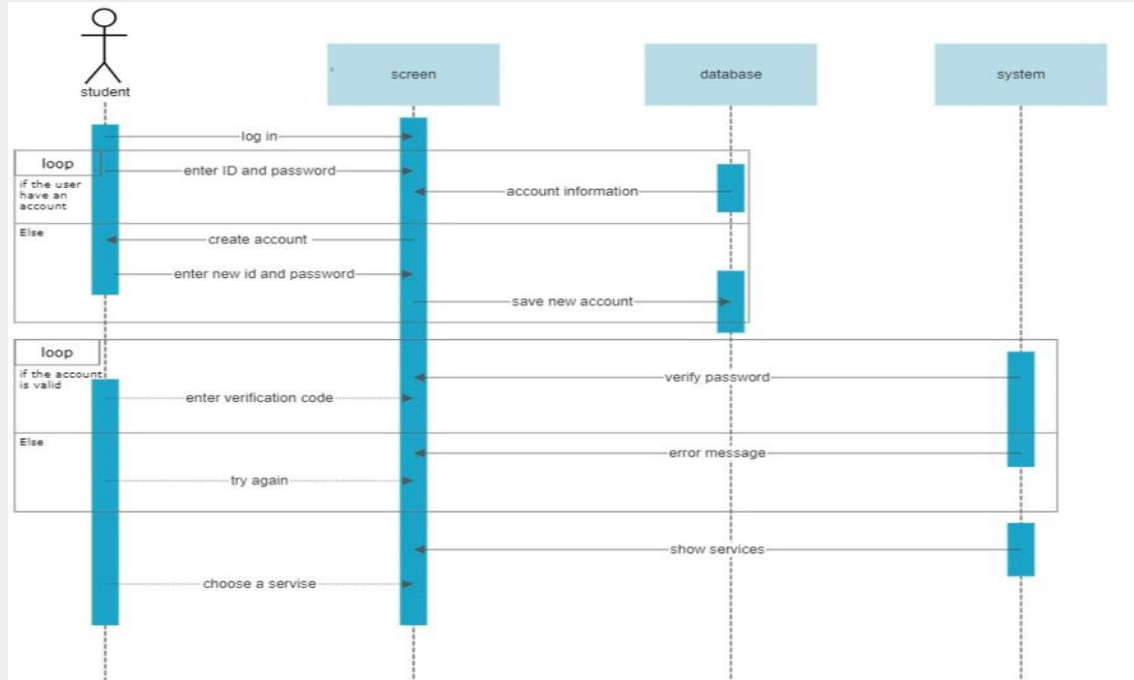 student
screen
database
system
log in
loop
enter ID and password
if the user
have an
account
account information
Else
create account
enter new id and password
save new account
loop
if the account
is valid
verify password
enter verification code
Else
error message
try again
show services
choose a servise